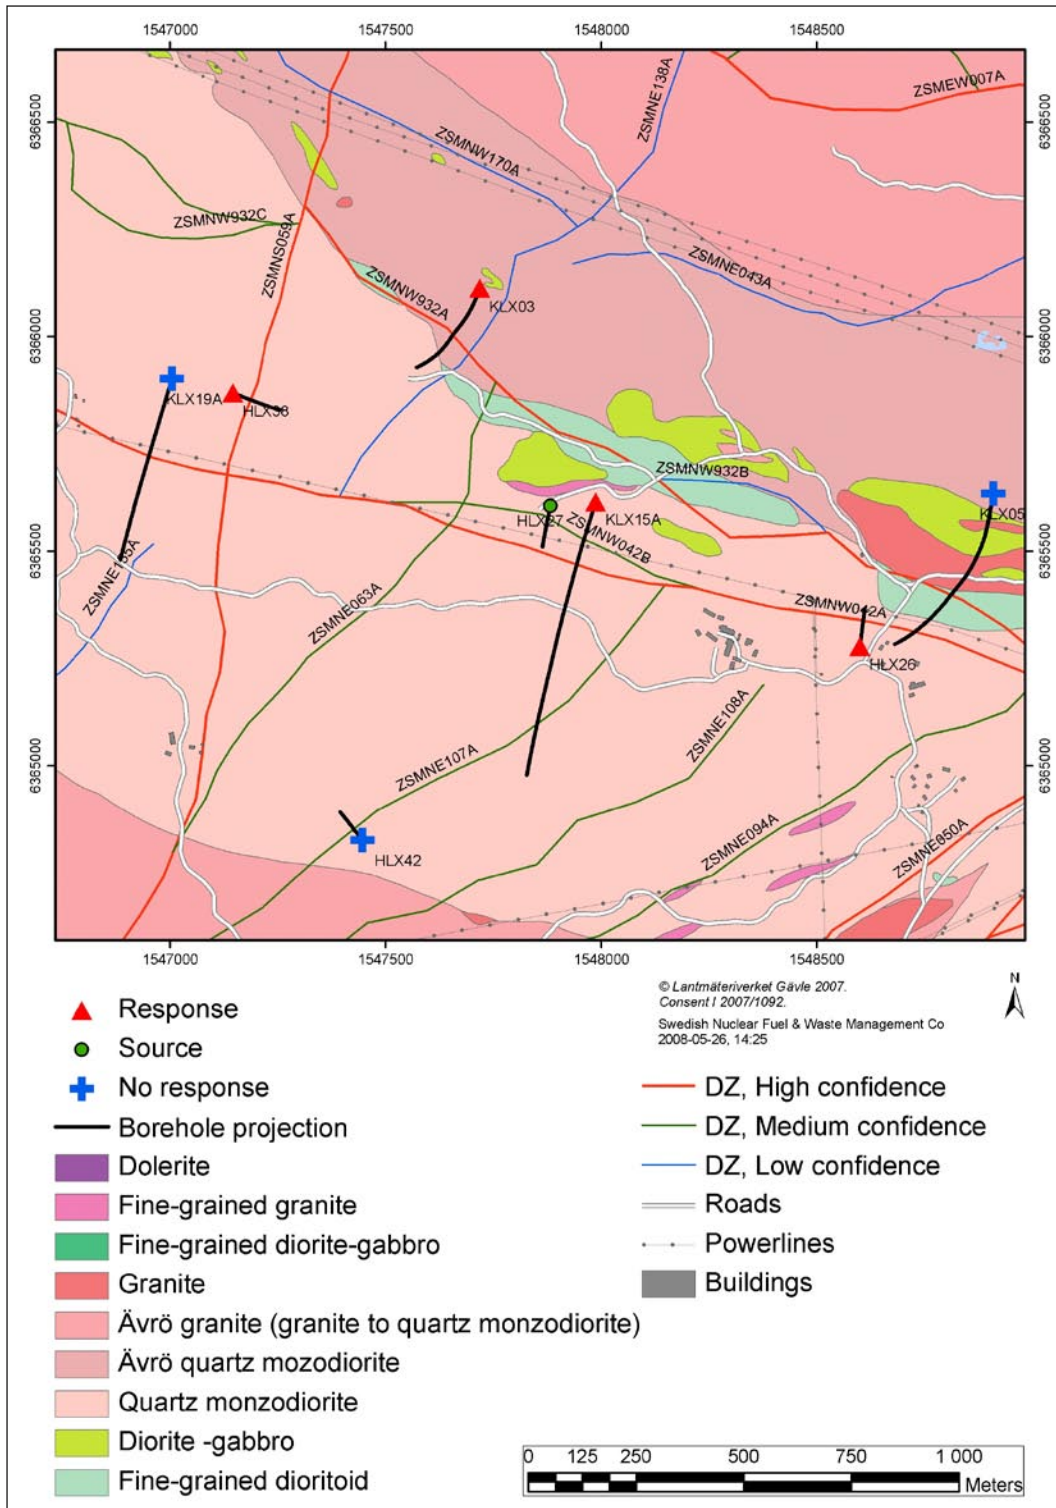 1547000 1547500 1548000 1548500
6366500 6366500
6366000 6366000
6365500 6365500
6365000 6365000
ZSMEW007A
ZSMNE138A
ZSMNW170A
ZSMNW932C
ZSMNS059A
ZSMNE043A
ZSMNW932A
KLX03
KLX19A
HLX38
ZSMNW932B
HLX27
KLX15A
KLX05
ZSMNW042B
ZSMNE155A
ZSMNE063A
ZSMNW042A
HLX26
ZSMNE108A
ZSMNE107A
HLX42
ZSMNE094A
ZSMNE050A
1547000 1547500 1548000 1548500
© Lantmäteriverket Gävle 2007.
Consent I 2007/1092.
Swedish Nuclear Fuel & Waste Management Co
2008-05-26, 14:25
N
Response
Source
No response
Borehole projection
Dolerite
Fine-grained granite
Fine-grained diorite-gabbro
Granite
Ävrö granite (granite to quartz monzodiorite)
Ävrö quartz mozodiorite
Quartz monzodiorite
Diorite -gabbro
Fine-grained dioritoid
DZ, High confidence
DZ, Medium confidence
DZ, Low confidence
Roads
Powerlines
Buildings
0 125 250 500 750 1 000
Meters